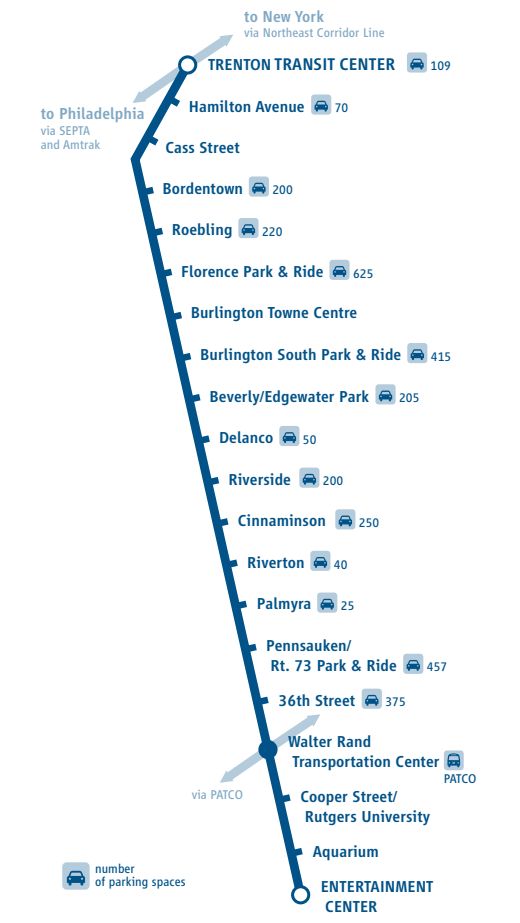 to New York
via Northeast Corridor Line
TRENTON TRANSIT CENTER 109
to Philadelphia
via SEPTA
and Amtrak
Hamilton Avenue 70
Cass Street
Bordentown 200
Roebling 220
Florence Park & Ride 625
Burlington Towne Centre
Burlington South Park & Ride 415
Beverly/Edgewater Park 205
Delanco 50
Riverside 200
Cinnaminson 250
Riverton 40
Palmyra 25
Pennsauken/
Rt. 73 Park & Ride 457
36th Street 375
Walter Rand
Transportation Center
PATCO
via PATCO
Cooper Street/
Rutgers University
Aquarium
number
of parking spaces
ENTERTAINMENT
CENTER